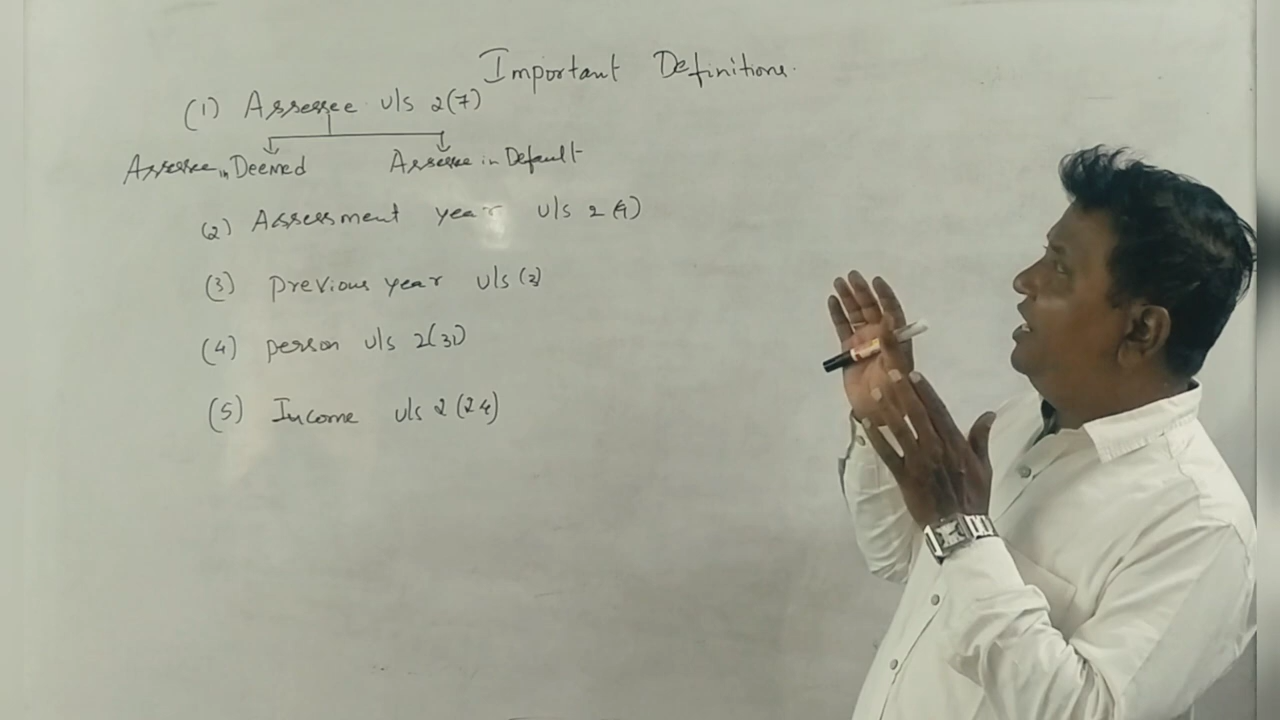 Important Definitions.
(1) Assessee u/s 2(7)
Assessee in Deemed Assessee in Default
(2) Assessment year u/s 2(9)
(3) Previous year u/s (3)
(4) person u/s 2(31)
(5) Income u/s 2(24)